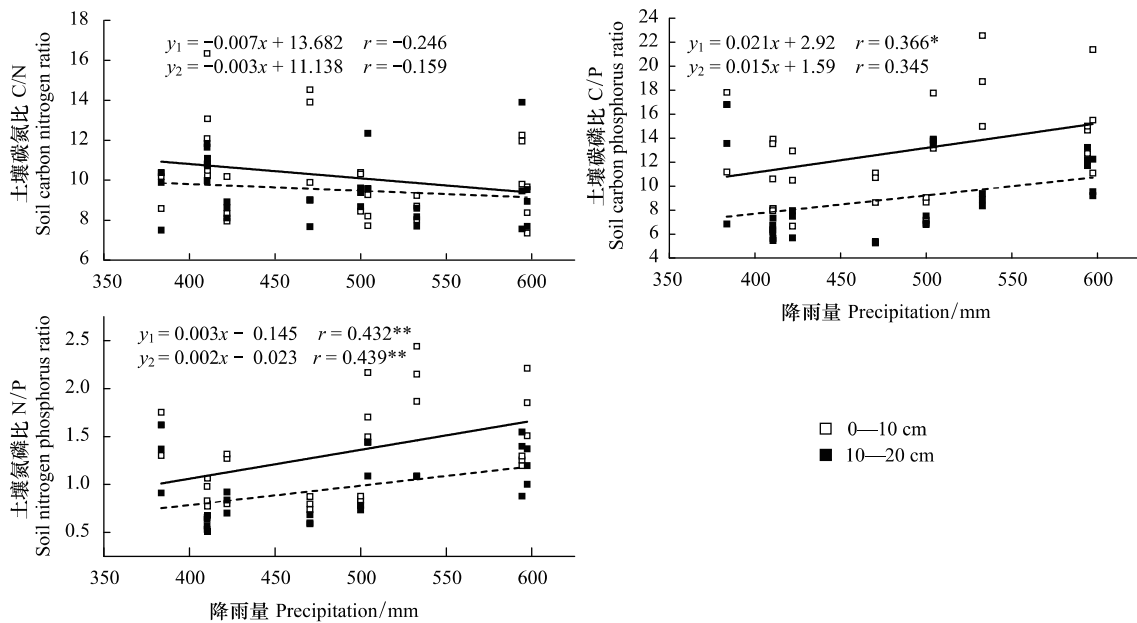 土壤碳氮比 C/N
Soil carbon nitrogen ratio
18
16
14
12
10
8
6
y₁ = −0.007x + 13.682 r = −0.246
y₂ = −0.003x + 11.138 r = −0.159
350 400 450 500 550 600
土壤碳磷比 C/P
Soil carbon phosphorus ratio
24
22
20
18
16
14
12
10
8
6
4
y₁ = 0.021x + 2.92 r = 0.366*
y₂ = 0.015x + 1.59 r = 0.345
350 400 450 500 550 600
降雨量 Precipitation/mm
土壤氮磷比 N/P
Soil nitrogen phosphorus ratio
2.5
2.0
1.5
1.0
0.5
y₁ = 0.003x − 0.145 r = 0.432**
y₂ = 0.002x − 0.023 r = 0.439**
350 400 450 500 550 600
降雨量 Precipitation/mm
0—10 cm
10—20 cm